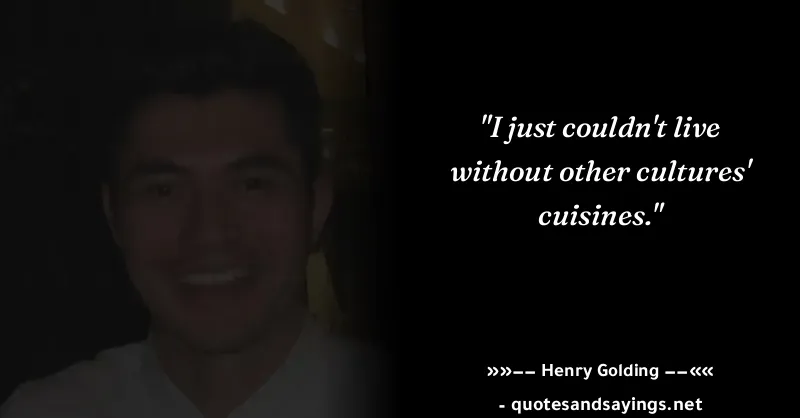 "I just couldn't live
without other cultures'
cuisines."
»»−− Henry Golding −−««
- quotesandsayings.net